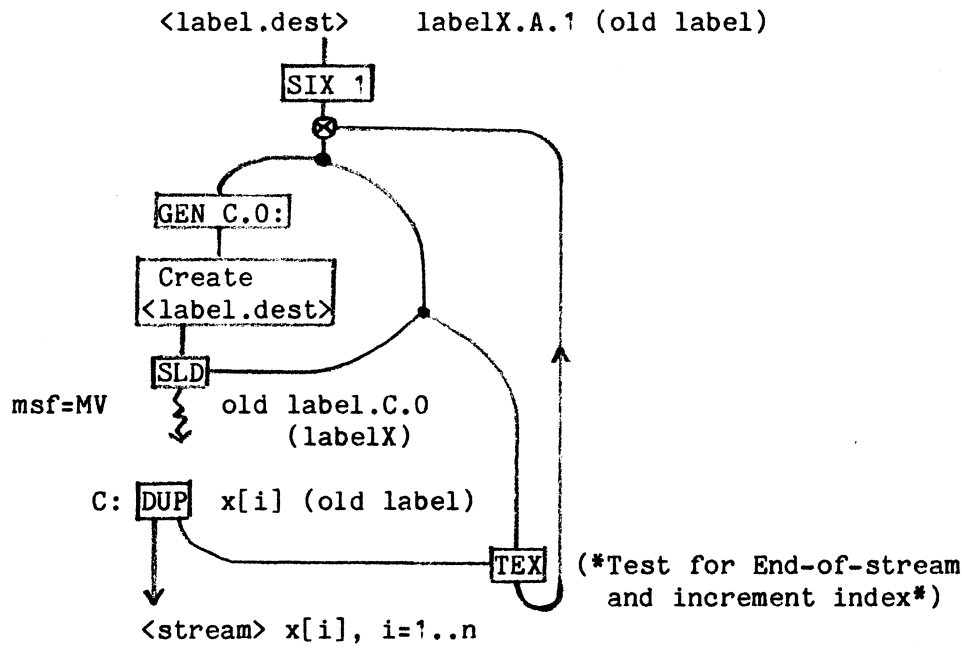 <label.dest> labelX.A.1 (old label)
SIX 1
GEN C.0:
Create
<label.dest>
SLD
msf=MV old label.C.0
(labelX)
C: DUP x[i] (old label)
TEX (*Test for End-of-stream
and increment index*)
<stream> x[i], i=1..n